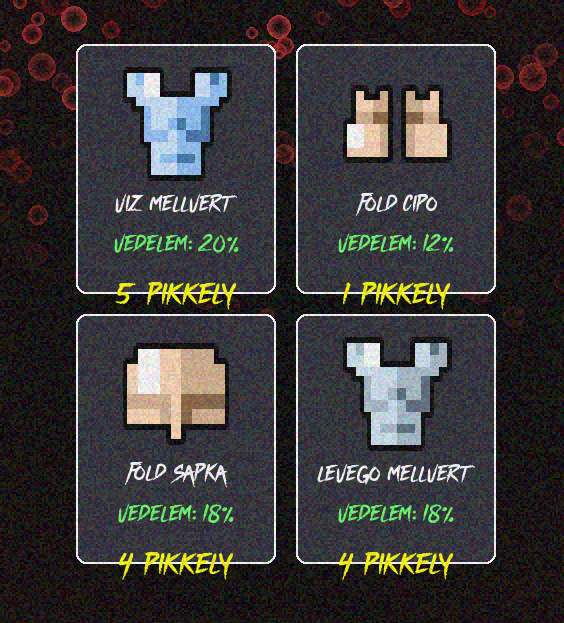 VIZ MELLVERT
VEDELEM: 20%
5 PIKKELY
FOLD CIPO
VEDELEM: 12%
1 PIKKELY
FOLD SAPKA
VEDELEM: 18%
4 PIKKELY
LEVEGO MELLVERT
VEDELEM: 18%
4 PIKKELY